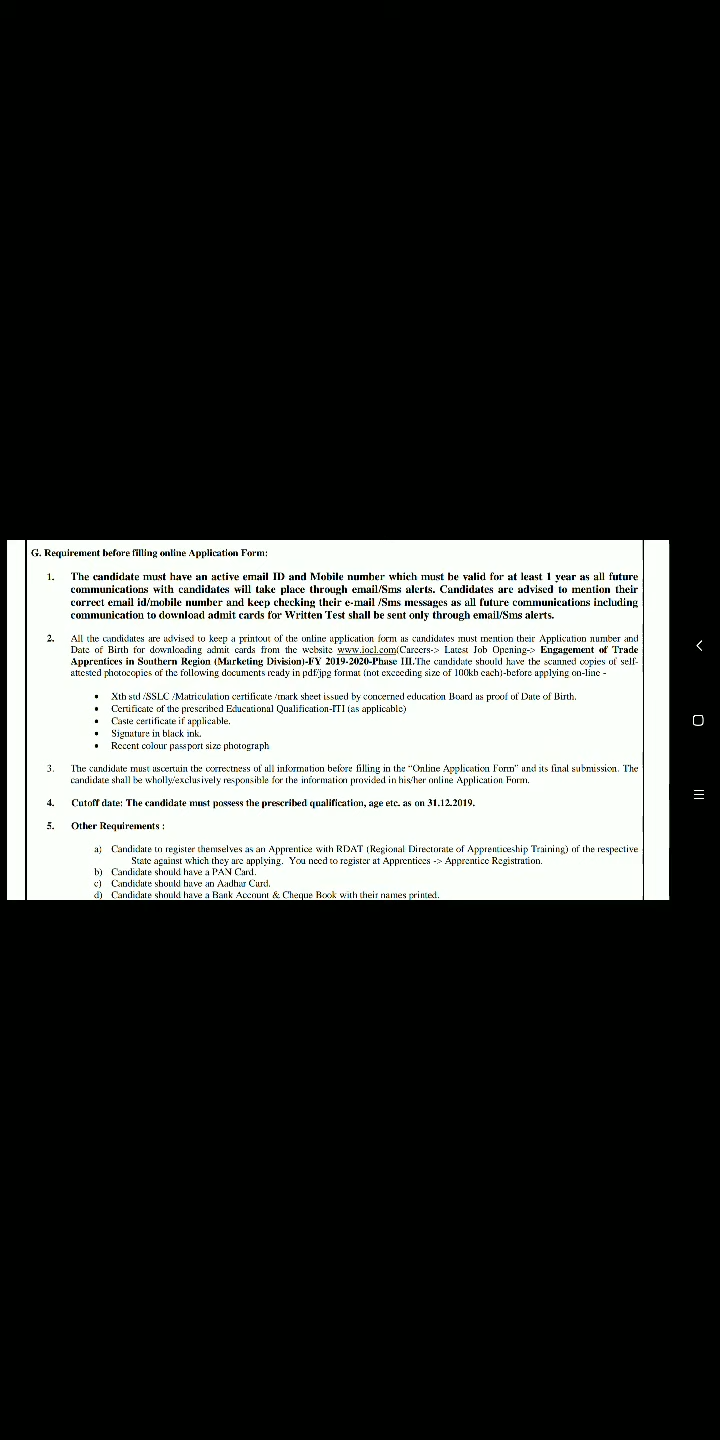 G. Requirement before filling online Application Form:
1. The candidate must have an active email ID and Mobile number which must be valid for at least 1 year as all future
communications with candidates will take place through email/Sms alerts. Candidates are advised to mention their
correct email id/mobile number and keep checking their e-mail /Sms messages as all future communications including
communication to download admit cards for Written Test shall be sent only through email/Sms alerts.
2. All the candidates are advised to keep a printout of the online application form as candidates must mention their Application number and
Date of Birth for downloading admit cards from the website www.iocl.com(Careers-> Latest Job Opening-> Engagement of Trade
Apprentices in Southern Region (Marketing Division)-FY 2019-2020-Phase III.The candidate should have the scanned copies of self-
attested photocopies of the following documents ready in pdf/jpg format (not exceeding size of 100kb each)-before applying on-line -
• Xth std /SSLC /Matriculation certificate /mark sheet issued by concerned education Board as proof of Date of Birth.
• Certificate of the prescribed Educational Qualification-ITI (as applicable)
• Caste certificate if applicable.
• Signature in black ink.
• Recent colour passport size photograph
3. The candidate must ascertain the correctness of all information before filling in the “Online Application Form” and its final submission. The
candidate shall be wholly/exclusively responsible for the information provided in his/her online Application Form.
4. Cutoff date: The candidate must possess the prescribed qualification, age etc. as on 31.12.2019.
5. Other Requirements :
a) Candidate to register themselves as an Apprentice with RDAT (Regional Directorate of Apprenticeship Training) of the respective
State against which they are applying. You need to register at Apprentices -> Apprentice Registration.
b) Candidate should have a PAN Card.
c) Candidate should have an Aadhar Card.
d) Candidate should have a Bank Account & Cheque Book with their names printed.